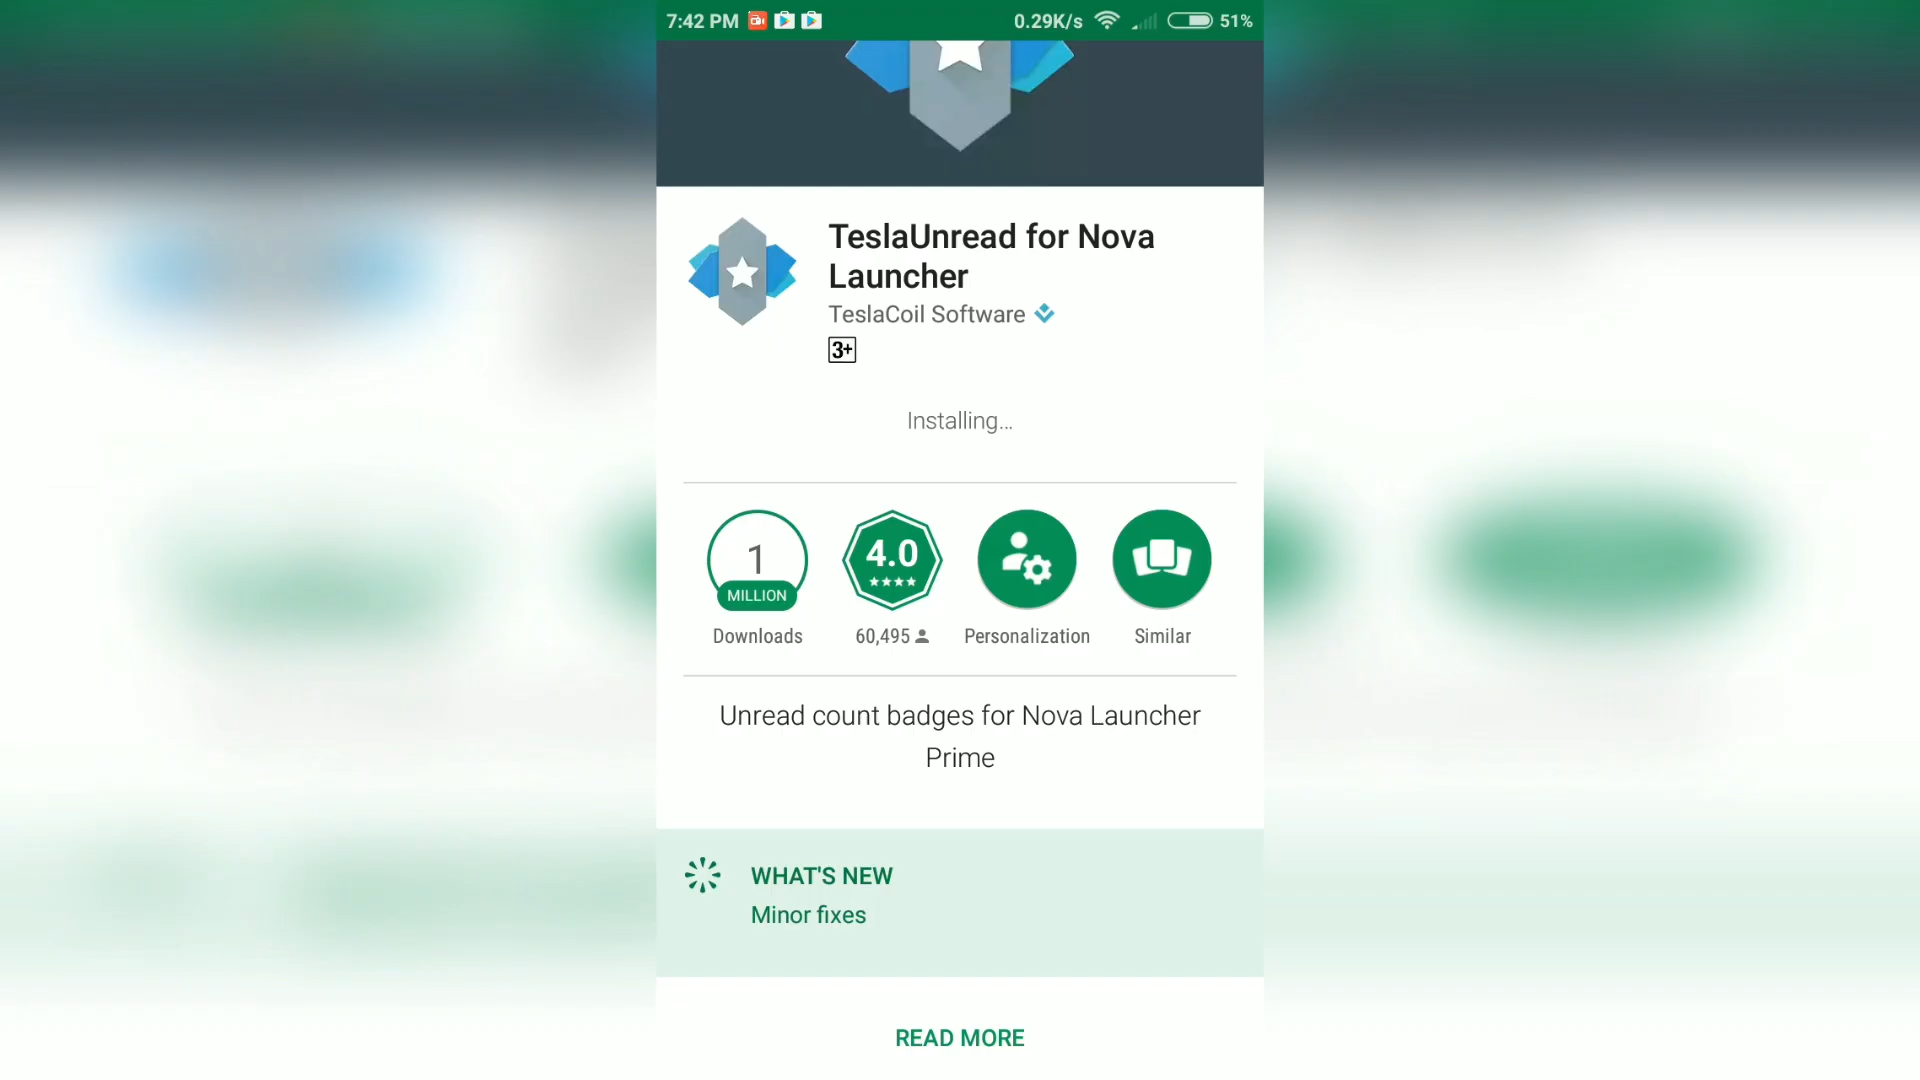 7:42 PM 0.29K/s 51%
TeslaUnread for Nova
Launcher
TeslaCoil Software
3+
Installing...
1 4.0
MILLION
Downloads 60,495 Personalization Similar
Unread count badges for Nova Launcher
Prime
WHAT'S NEW
Minor fixes
READ MORE